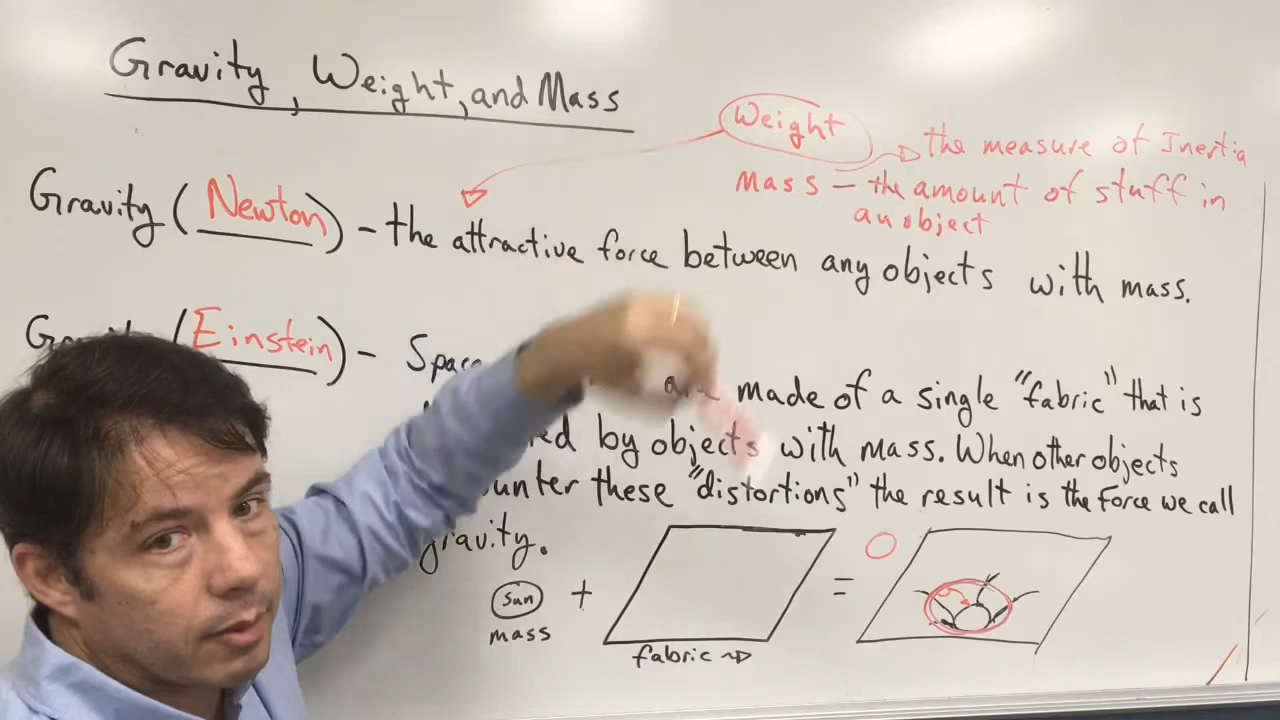 Gravity, Weight, and Mass
Weight
the measure of Inertia
Mass – the amount of stuff in
an object
Gravity (Newton) – the attractive force between any objects with mass.
(Einstein) – Space are made of a single "fabric" that is
by objects with mass. When other objects
these "distortions" the result is the Force we call
gravity.
Sun + =
mass
fabric